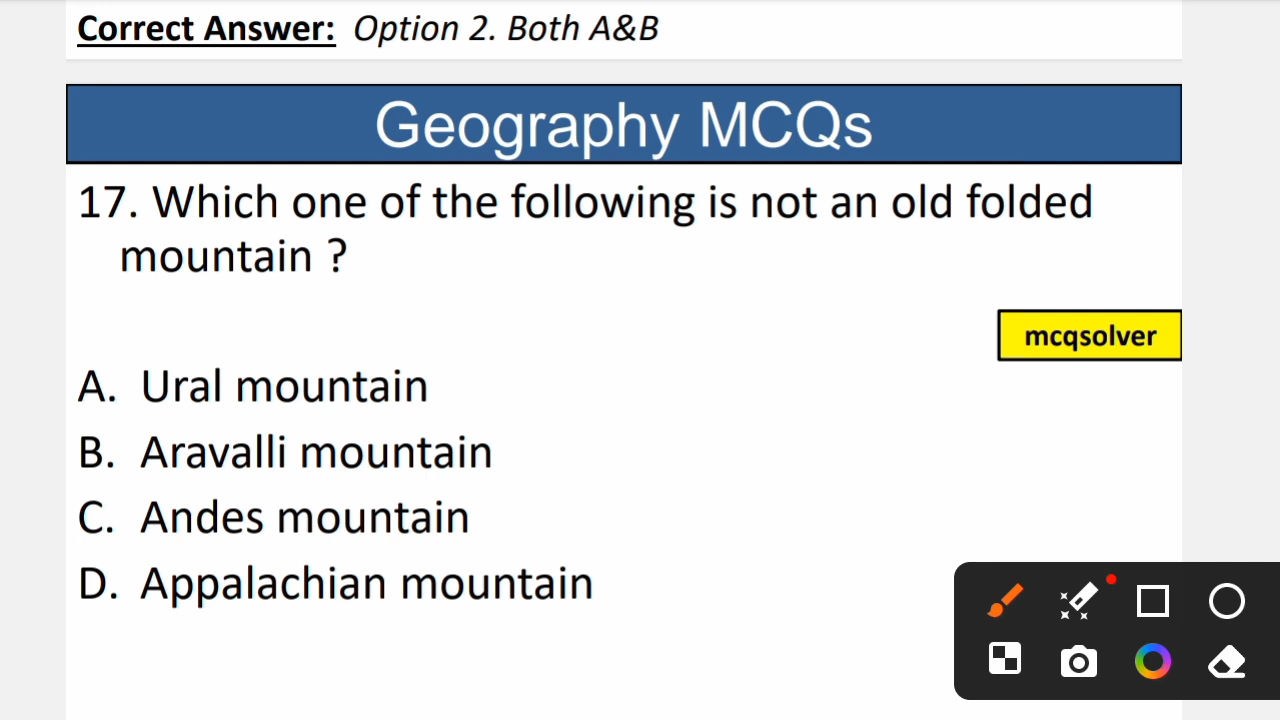 Correct Answer: Option 2. Both A&B
Geography MCQs
17. Which one of the following is not an old folded
mountain ?
mcqsolver
A. Ural mountain
B. Aravalli mountain
C. Andes mountain
D. Appalachian mountain